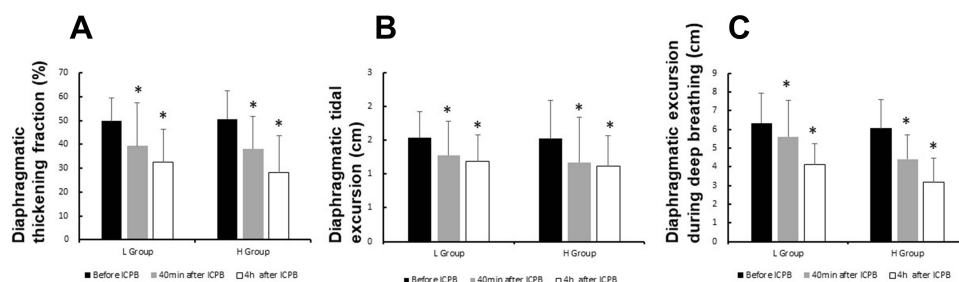 A
Diaphragmatic
thickening fraction (%)
70
60
50
40
30
20
10
0
* * * *
L Group H Group
Before ICPB 40min after ICPB 4h after ICPB
B
Diaphragmatic tidal
excursion (cm)
3
2
2
1
1
0
* * * *
L Group H Group
Before ICPB 40min after ICPB 4h after ICPB
C
Diaphragmatic excursion
during deep breathing (cm)
9
8
7
6
5
4
3
2
1
0
* * * *
L Group H Group
Before ICPB 40min after ICPB 4h after ICPB